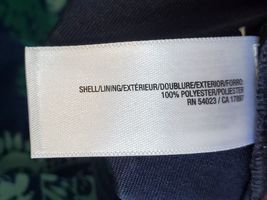 SHELL/LINING/EXTÉRIEUR/DOUBLURE/EXTERIOR/FORRO:
100% POLYESTER/POLIESTER
RN 54023 / CA 17897